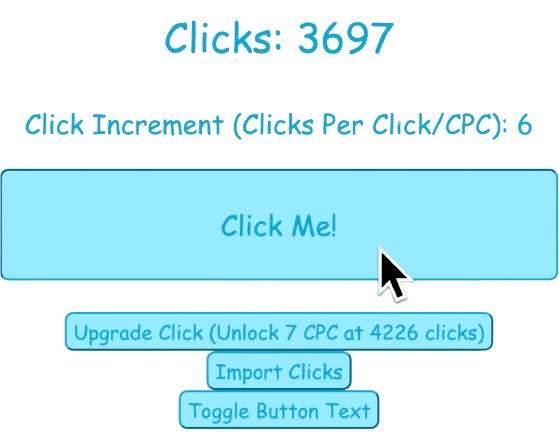 Clicks: 3697
Click Increment (Clicks Per Click/CPC): 6
Click Me!
Upgrade Click (Unlock 7 CPC at 4226 clicks)
Import Clicks
Toggle Button Text